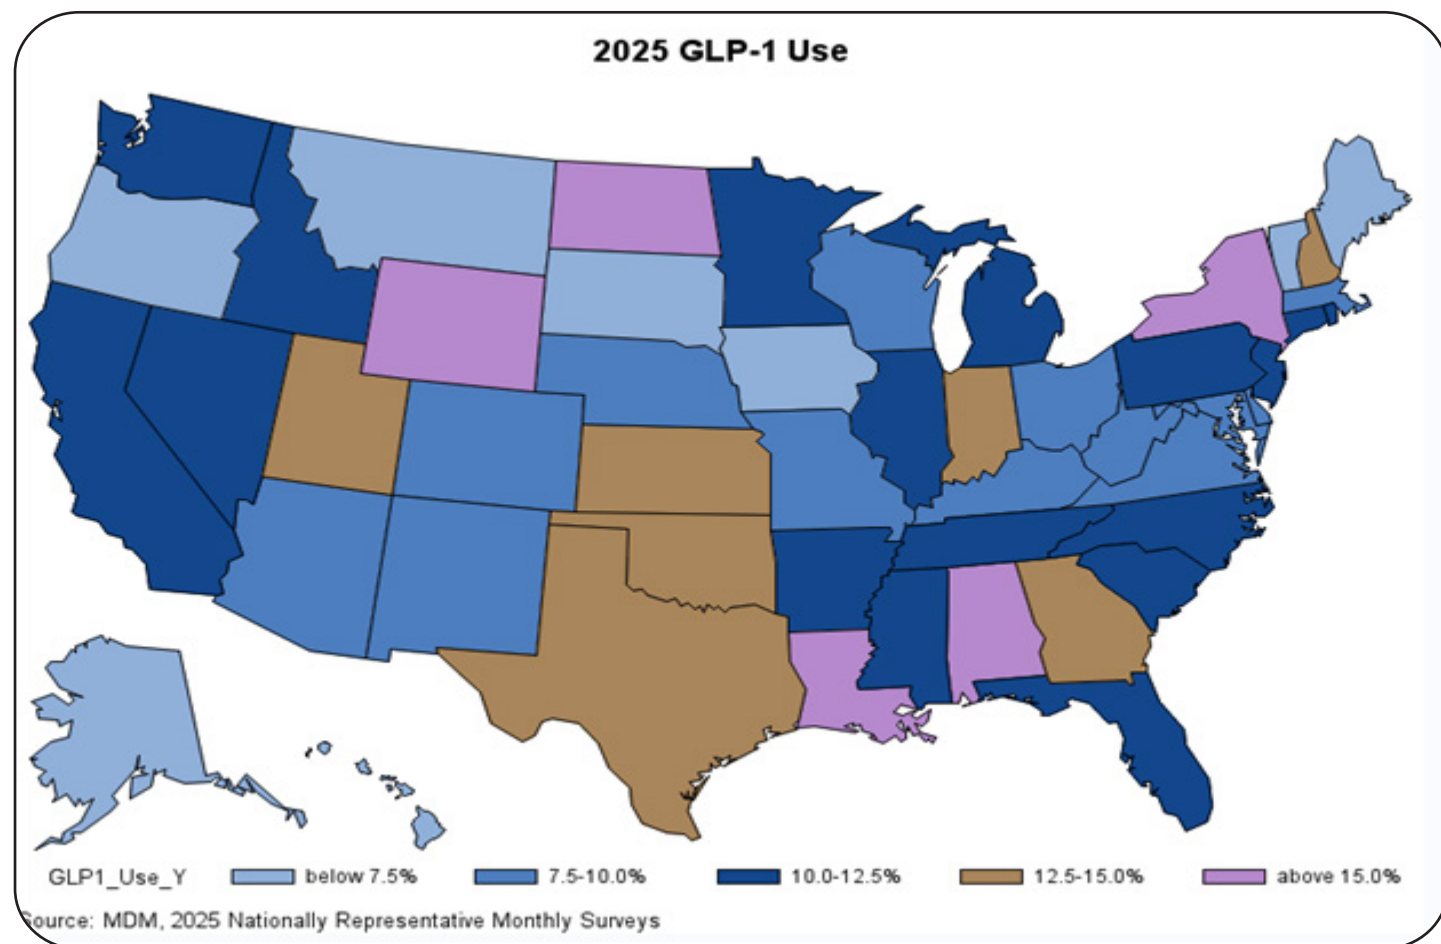 2025 GLP-1 Use
GLP1_Use_Y below 7.5% 7.5-10.0% 10.0-12.5% 12.5-15.0% above 15.0%
Source: MDM, 2025 Nationally Representative Monthly Surveys